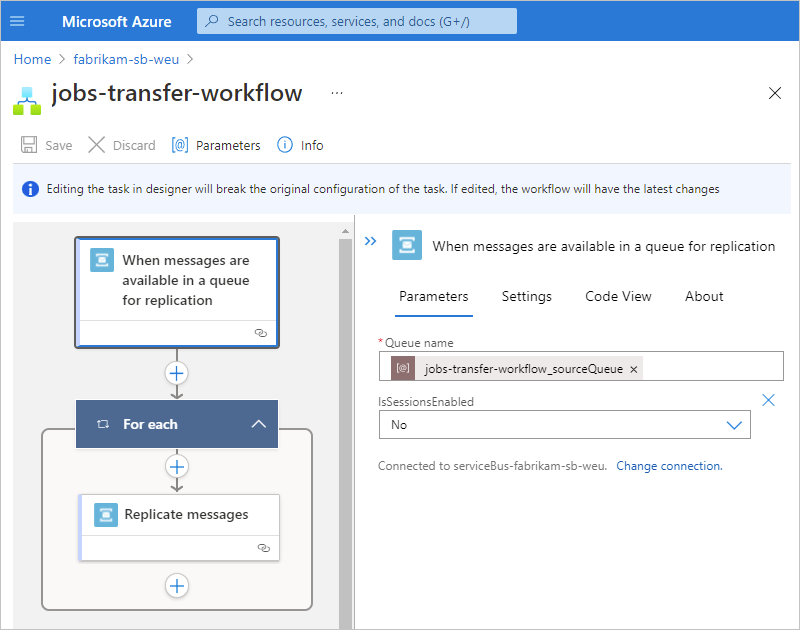 Microsoft Azure
Search resources, services, and docs (G+/)
Home > fabrikam-sb-weu >
jobs-transfer-workflow ...
Save Discard [@] Parameters Info
Editing the task in designer will break the original configuration of the task. If edited, the workflow will have the latest changes
When messages are
available in a queue
for replication
For each
Replicate messages
When messages are available in a queue for replication
Parameters Settings Code View About
* Queue name
[@] jobs-transfer-workflow_sourceQueue ×
IsSessionsEnabled
No
Connected to serviceBus-fabrikam-sb-weu. Change connection.